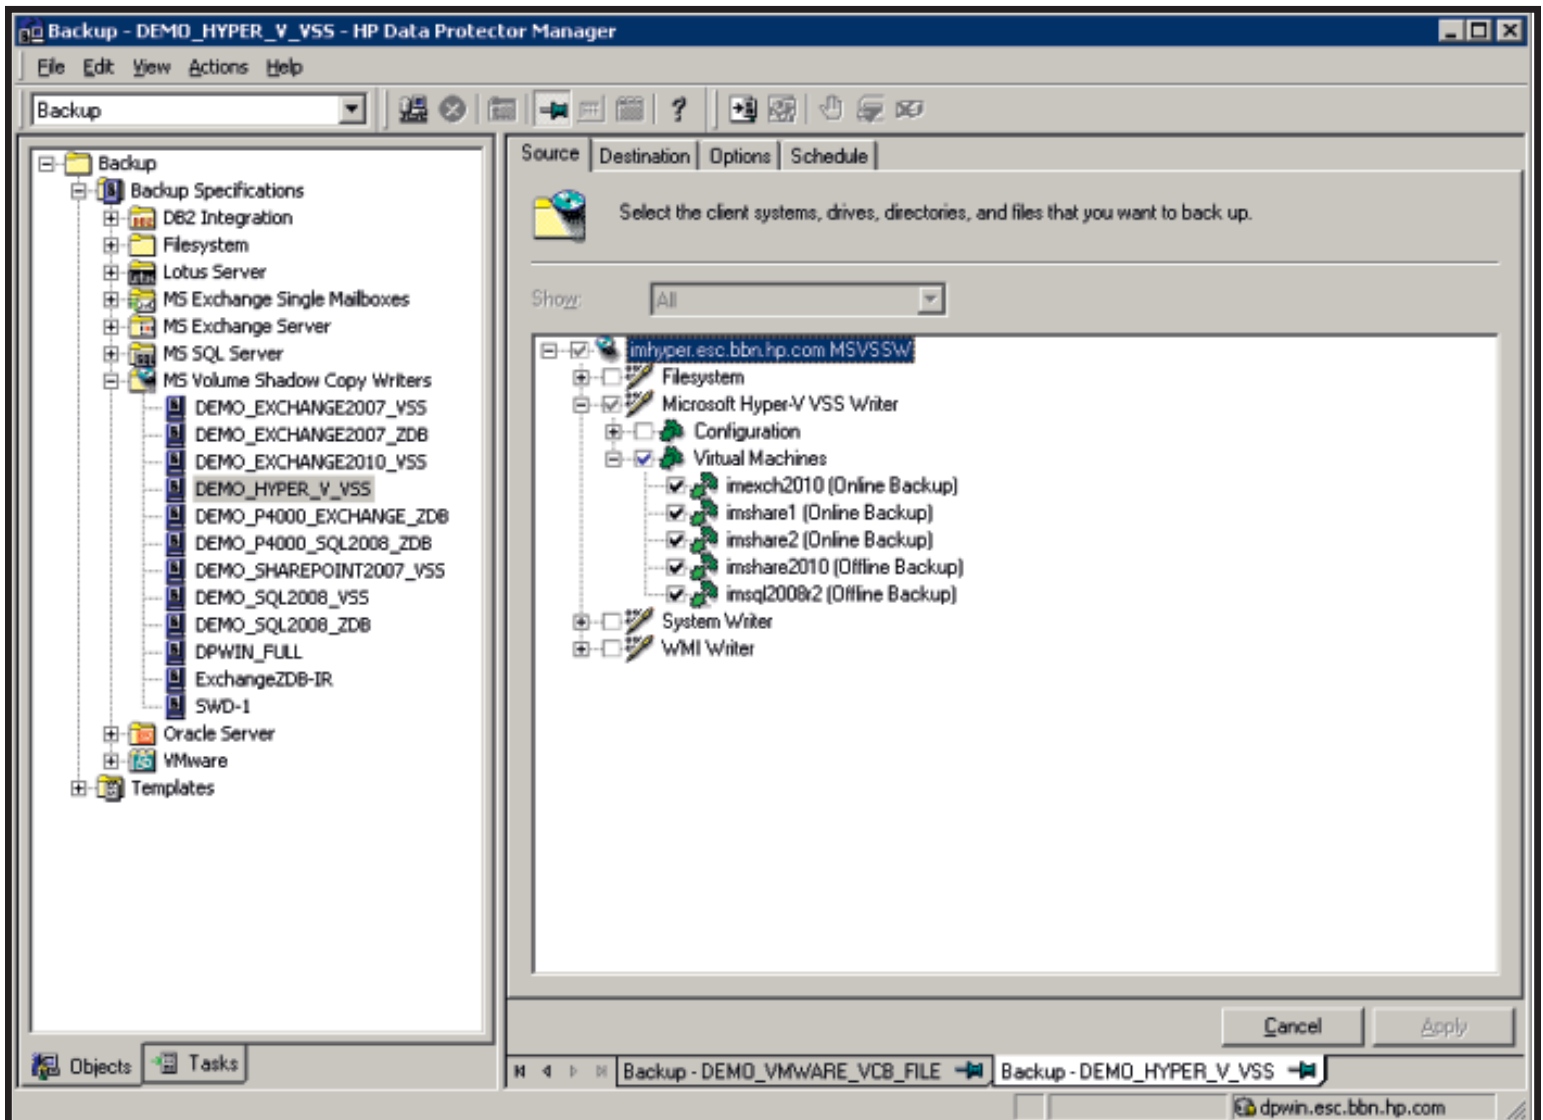 Backup - DEMO_HYPER_V_VSS - HP Data Protector Manager
File Edit View Actions Help
Backup
Backup
Backup Specifications
DB2 Integration
Filesystem
Lotus Server
MS Exchange Single Mailboxes
MS Exchange Server
MS SQL Server
MS Volume Shadow Copy Writers
DEMO_EXCHANGE2007_VSS
DEMO_EXCHANGE2007_ZDB
DEMO_EXCHANGE2010_VSS
DEMO_HYPER_V_VSS
DEMO_P4000_EXCHANGE_ZDB
DEMO_P4000_SQL2008_ZDB
DEMO_SHAREPOINT2007_VSS
DEMO_SQL2008_VSS
DEMO_SQL2008_ZDB
DPWIN_FULL
ExchangeZDB-IR
SWD-1
Oracle Server
VMware
Templates
Objects Tasks
Source Destination Options Schedule
Select the client systems, drives, directories, and files that you want to back up.
Show: All
imhyper.esc.bbn.hp.com MSVSSW
Filesystem
Microsoft Hyper-V VSS Writer
Configuration
Virtual Machines
imexch2010 (Online Backup)
imshare1 (Online Backup)
imshare2 (Online Backup)
imshare2010 (Offline Backup)
imsql2008r2 (Offline Backup)
System Writer
WMI Writer
Cancel Apply
Backup - DEMO_VMWARE_VCB_FILE Backup - DEMO_HYPER_V_VSS
dpwin.esc.bbn.hp.com